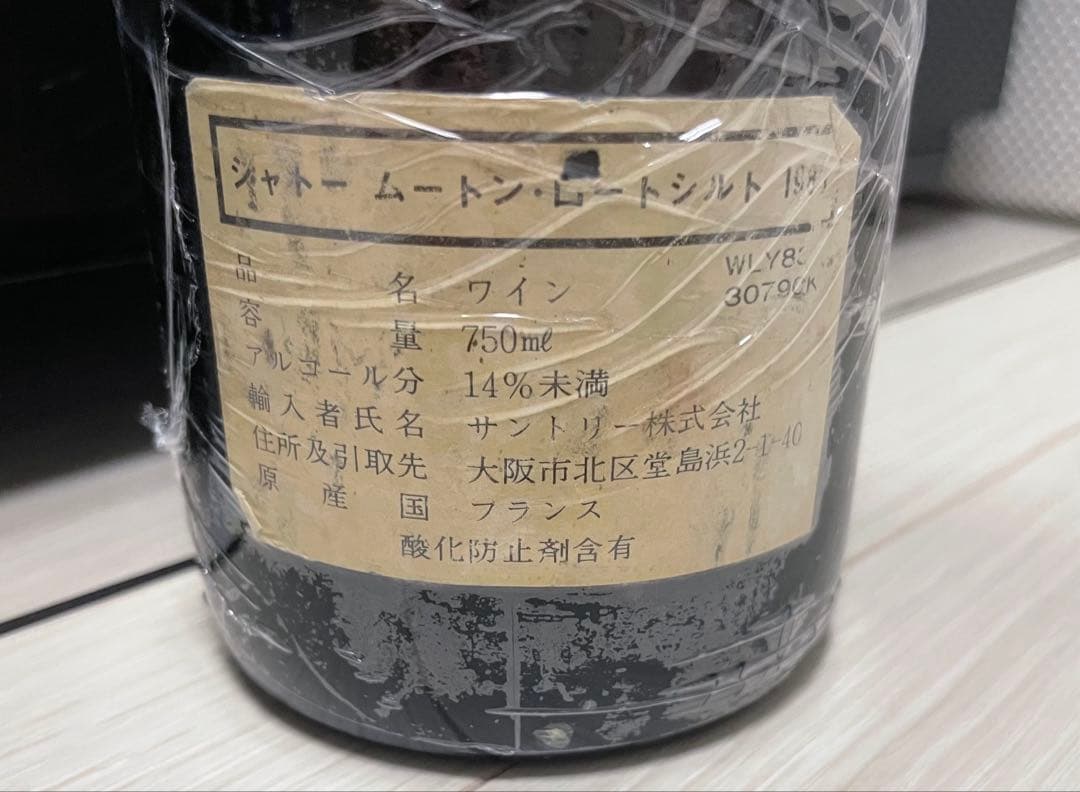 シャトー ムートン・ロートシルト
WLY8
品名 ワイン
容量 750mℓ
アルコール分 14%未満
輸入者氏名 サントリー株式会社
住所及引取先 大阪市北区堂島浜2-1-40
原産国 フランス
酸化防止剤含有